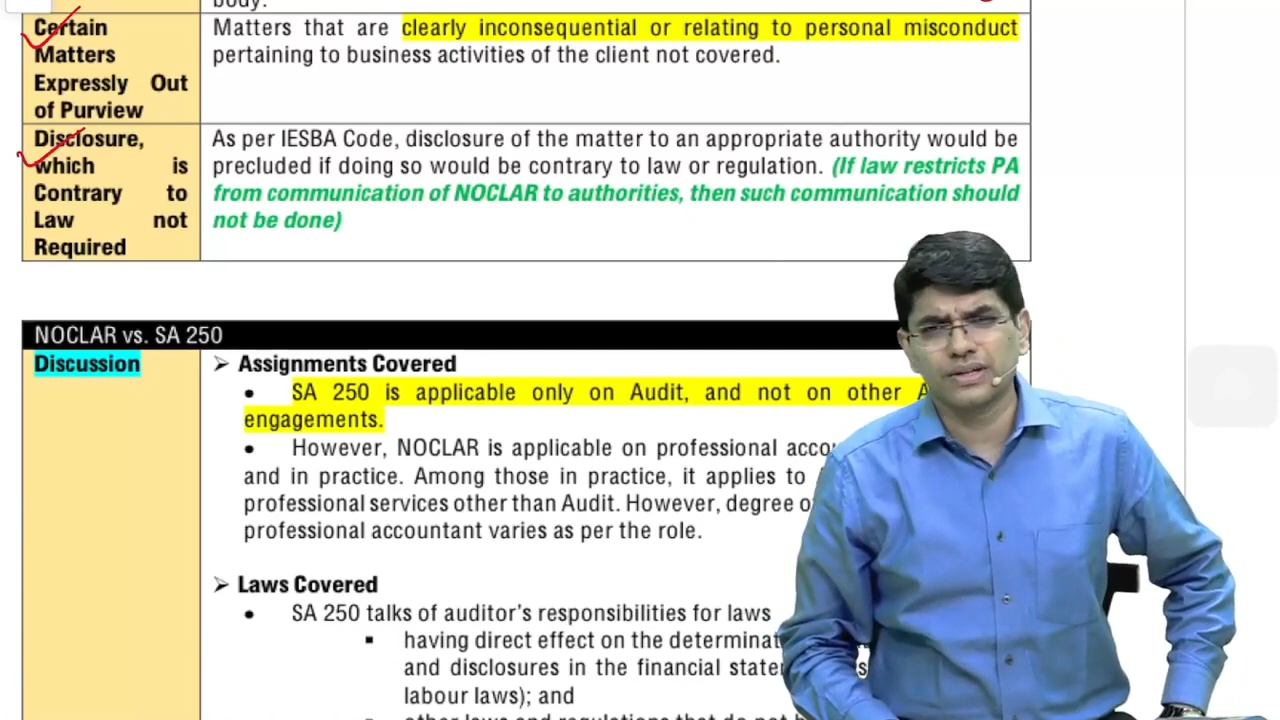 body.
Certain
Matters
Expressly Out
of Purview
Matters that are clearly inconsequential or relating to personal misconduct
pertaining to business activities of the client not covered.
Disclosure,
which is
Contrary to
Law not
Required
As per IESBA Code, disclosure of the matter to an appropriate authority would be
precluded if doing so would be contrary to law or regulation. (If law restricts PA
from communication of NOCLAR to authorities, then such communication should
not be done)
NOCLAR vs. SA 250
Discussion
➢ Assignments Covered
• SA 250 is applicable only on Audit, and not on other
engagements.
• However, NOCLAR is applicable on professional
and in practice. Among those in practice, it applies to
professional services other than Audit. However, degree
professional accountant varies as per the role.
➢ Laws Covered
• SA 250 talks of auditor's responsibilities for laws
▪ having direct effect on the
and disclosures in the financial
labour laws); and
▪ other laws and regulations that do not